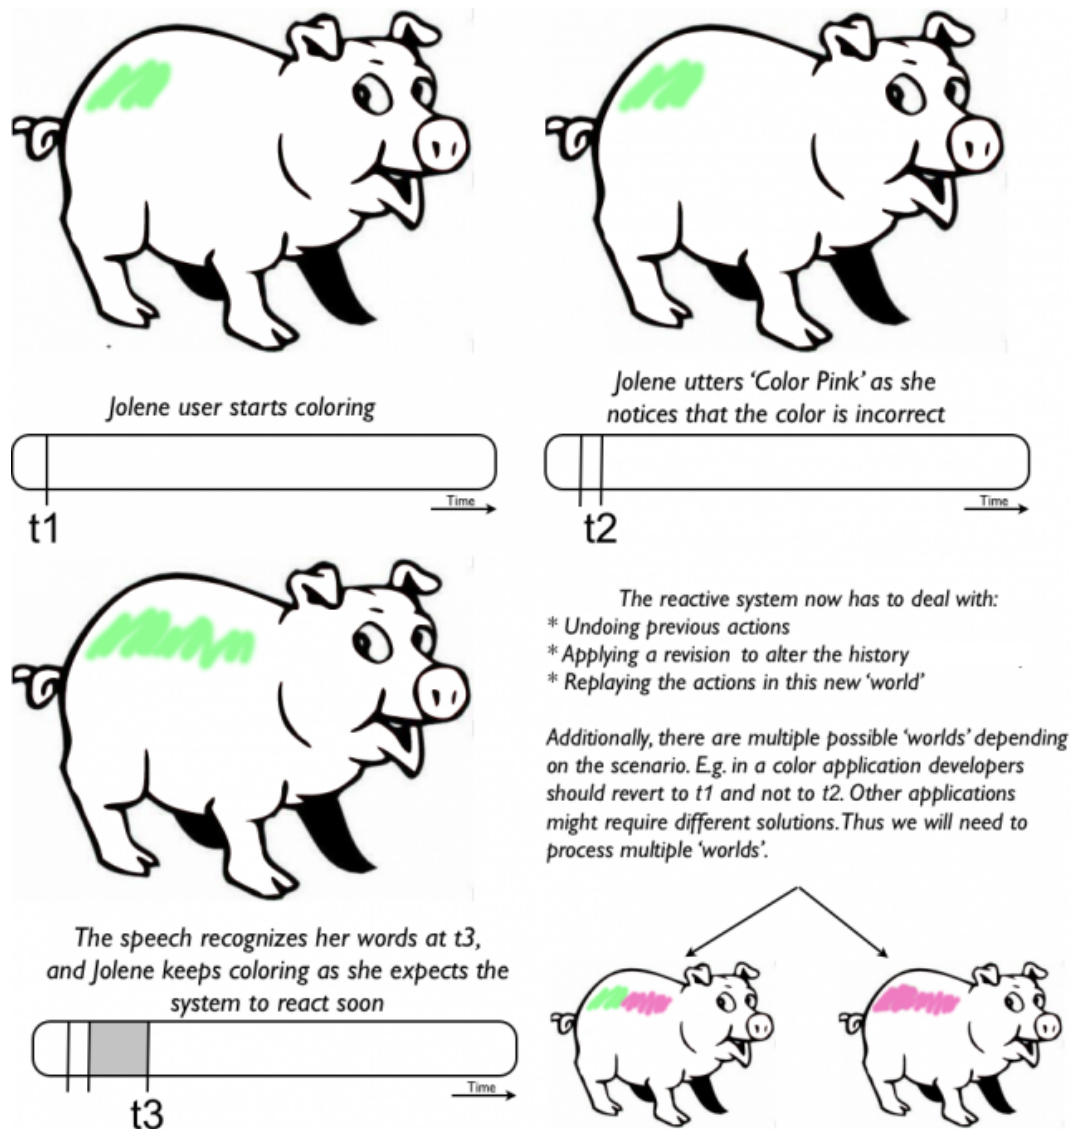 Jolene user starts coloring
Time
t1
Jolene utters ‘Color Pink’ as she
notices that the color is incorrect
Time
t2
The speech recognizes her words at t3,
and Jolene keeps coloring as she expects the
system to react soon
Time
t3
The reactive system now has to deal with:
* Undoing previous actions
* Applying a revision to alter the history
* Replaying the actions in this new ‘world’
Additionally, there are multiple possible ‘worlds’ depending
on the scenario. E.g. in a color application developers
should revert to t1 and not to t2. Other applications
might require different solutions. Thus we will need to
process multiple ‘worlds’.